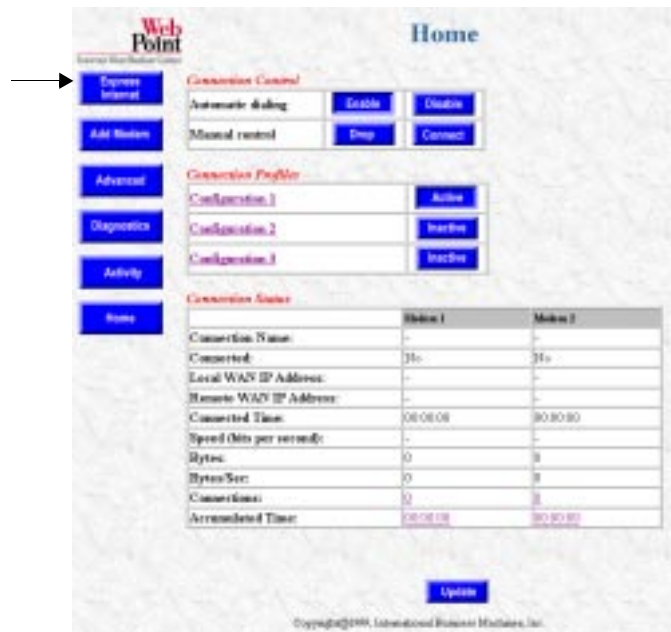 Web
Point
Home
Express
Internet
Add Modem
Advanced
Diagnostics
Activity
Home
Connection Control
Automatic dialing Enable Disable
Manual control Drop Connect
Connection Profiles
Configuration 1 Active
Configuration 2 Inactive
Configuration 3 Inactive
Connection Status
Modem 1 Modem 2
Connection Name: - -
Connected: No No
Local WAN IP Address: - -
Remote WAN IP Address: - -
Connected Time: 00:00:00 00:00:00
Speed (bits per second): - -
Bytes: 0 0
Bytes/Sec: 0 0
Connections: 0 0
Accumulated Time: 00:00:00 00:00:00
Update
Copyright@1999, International Business Machines, Inc.